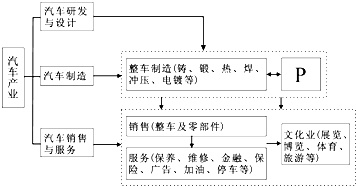 汽车研发
与设计
汽车产业
汽车制造
整车制造(铸、锻、热、焊、
冲压、电镀等)
P
汽车销售
与服务
销售(整车及零部件)
服务(保养、维修、金融、保
险、广告、加油、停车等)
文化业(展览、
博览、体育、
旅游等)